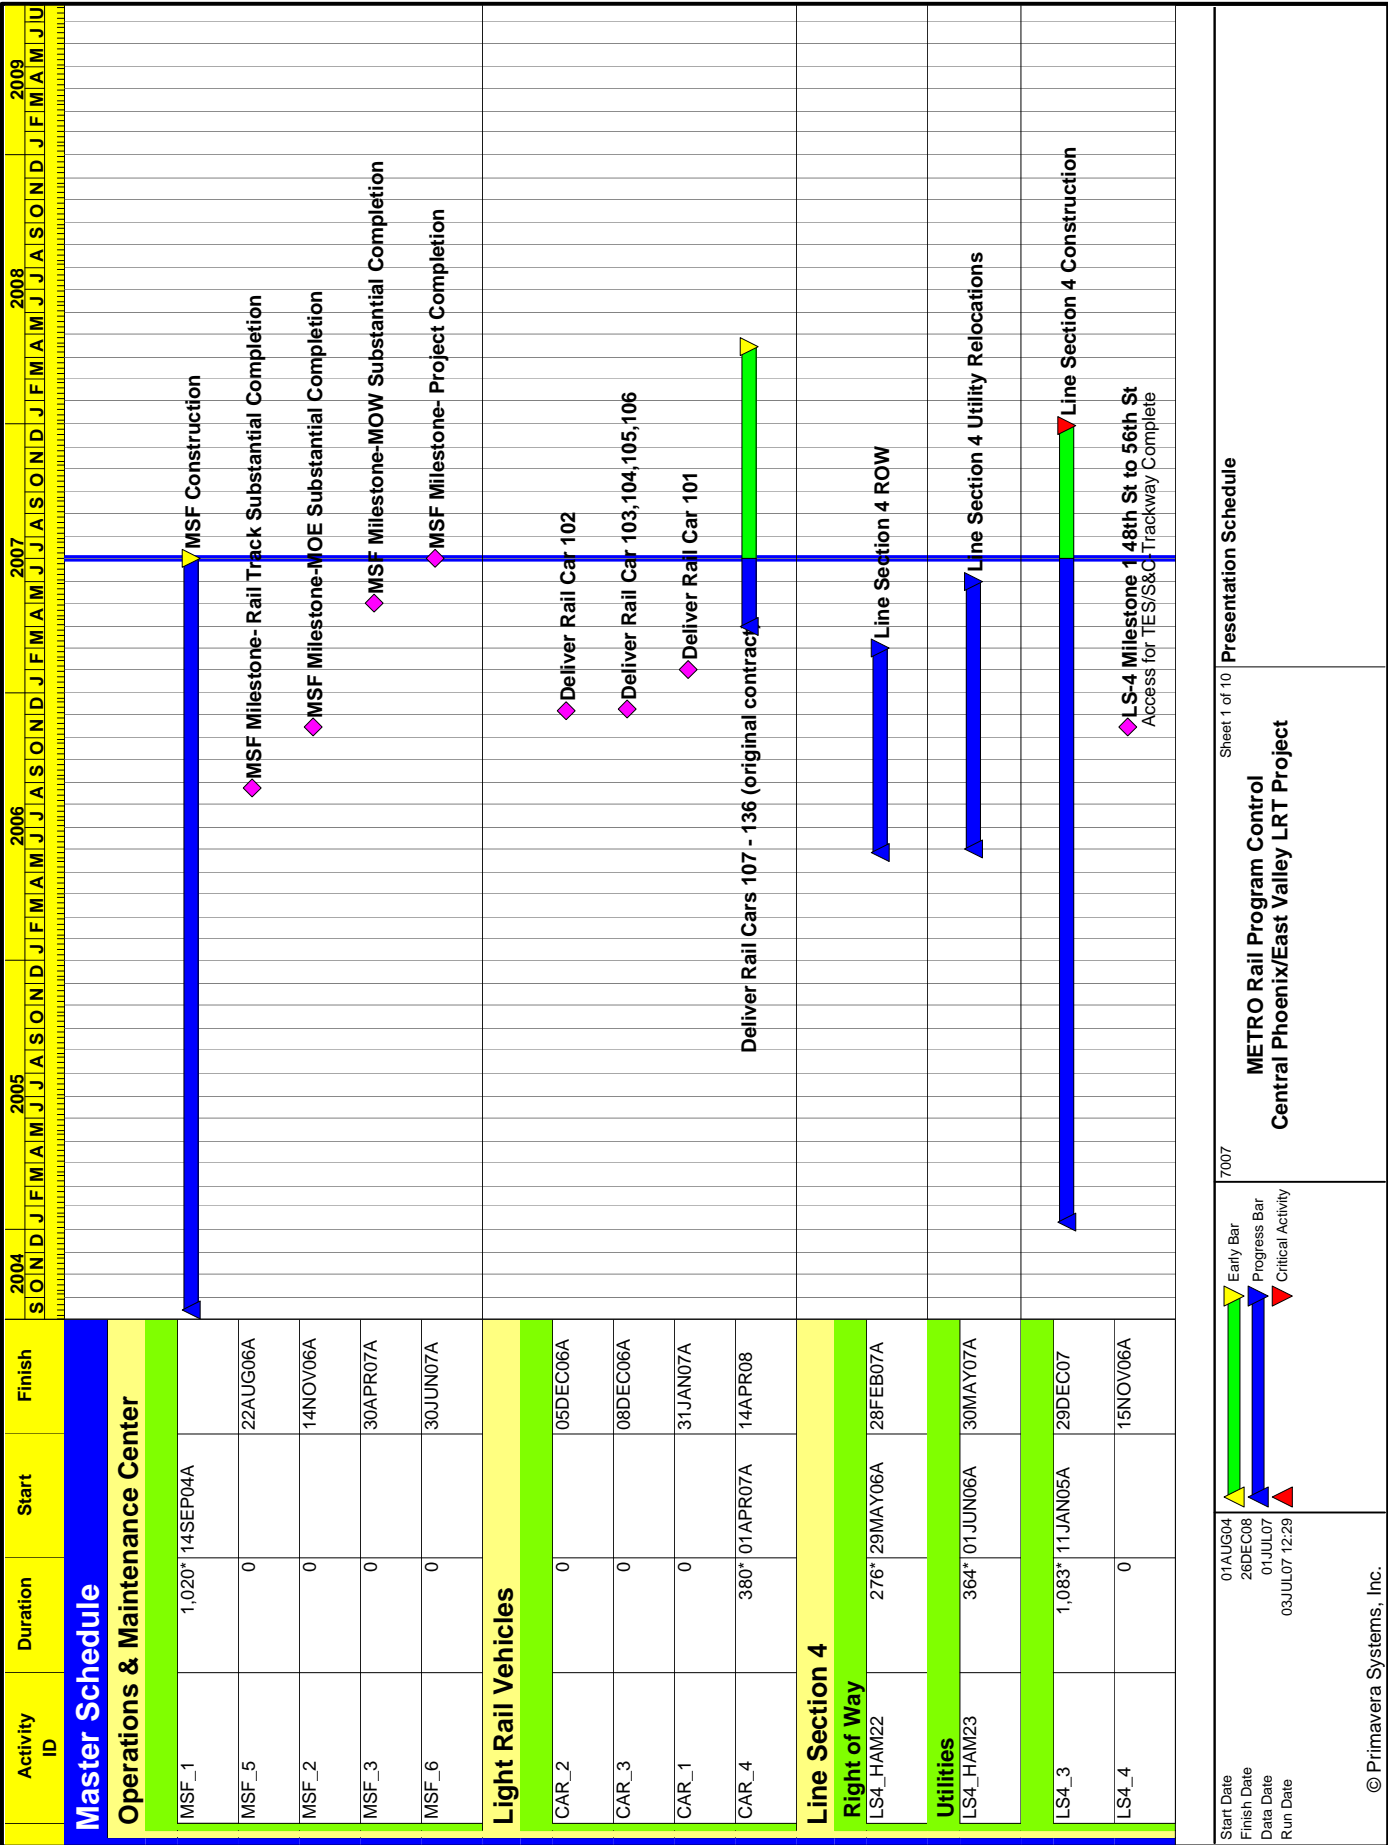 Activity ID Duration Start Finish 2004 2005 2006 2007 2008 2009
S O N D J F M A M J J A S O N D J F M A M J J A S O N D J F M A M J J A S O N D J F M A M J J A S O N D J F M A M J U
Master Schedule
Operations & Maintenance Center
MSF_1 1,020* 14SEP04A MSF Construction
MSF_5 0 22AUG06A MSF Milestone- Rail Track Substantial Completion
MSF_2 0 14NOV06A MSF Milestone-MOE Substantial Completion
MSF_3 0 30APR07A MSF Milestone-MOW Substantial Completion
MSF_6 0 30JUN07A MSF Milestone- Project Completion
Light Rail Vehicles
CAR_2 0 05DEC06A Deliver Rail Car 102
CAR_3 0 08DEC06A Deliver Rail Car 103,104,105,106
CAR_1 0 31JAN07A Deliver Rail Car 101
CAR_4 380* 01APR07A 14APR08 Deliver Rail Cars 107 - 136 (original contract
Line Section 4
Right of Way
LS4_HAM22 276* 29MAY06A 28FEB07A Line Section 4 ROW
Utilities
LS4_HAM23 364* 01JUN06A 30MAY07A Line Section 4 Utility Relocations
LS4_3 1,083* 11JAN05A 29DEC07 Line Section 4 Construction
LS4_4 0 15NOV06A LS-4 Milestone 1 48th St to 56th St
Access for TES/S&C-Trackway Complete
Start Date 01AUG04
Finish Date 26DEC08
Data Date 01JUL07
Run Date 03JUL07 12:29
© Primavera Systems, Inc.
Early Bar
Progress Bar
Critical Activity
7007
Sheet 1 of 10
METRO Rail Program Control
Central Phoenix/East Valley LRT Project
Presentation Schedule